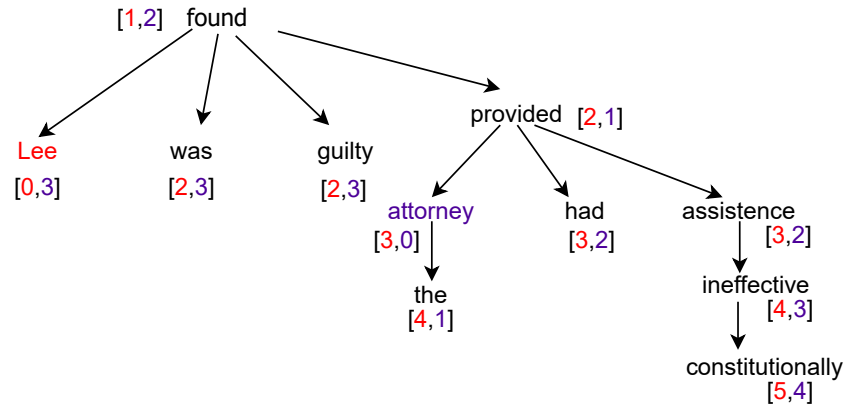 [1,2] found
provided [2,1]
Lee was guilty
[0,3] [2,3] [2,3]
attorney had assistence
[3,0] [3,2] [3,2]
the ineffective
[4,1] [4,3]
constitutionally
[5,4]